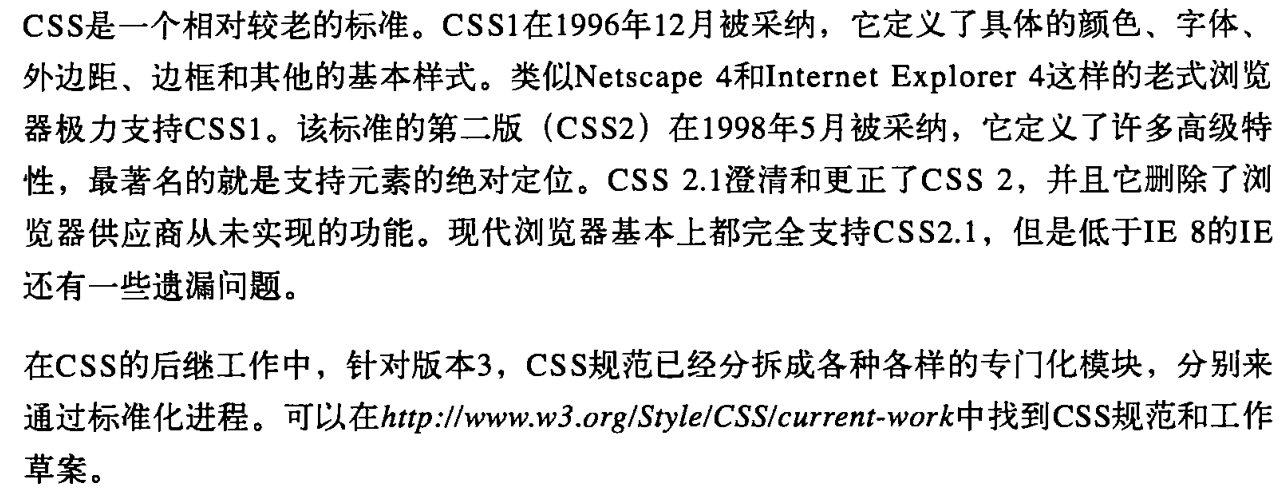 CSS是一个相对较老的标准。CSS1在1996年12月被采纳，它定义了具体的颜色、字体、
外边距、边框和其他的基本样式。类似Netscape 4和Internet Explorer 4这样的老式浏览
器极力支持CSS1。该标准的第二版（CSS2）在1998年5月被采纳，它定义了许多高级特
性，最著名的就是支持元素的绝对定位。CSS 2.1澄清和更正了CSS 2，并且它删除了浏
览器供应商从未实现的功能。现代浏览器基本上都完全支持CSS2.1，但是低于IE 8的IE
还有一些遗漏问题。
在CSS的后继工作中，针对版本3，CSS规范已经分拆成各种各样的专门化模块，分别来
通过标准化进程。可以在http://www.w3.org/Style/CSS/current-work中找到CSS规范和工作
草案。